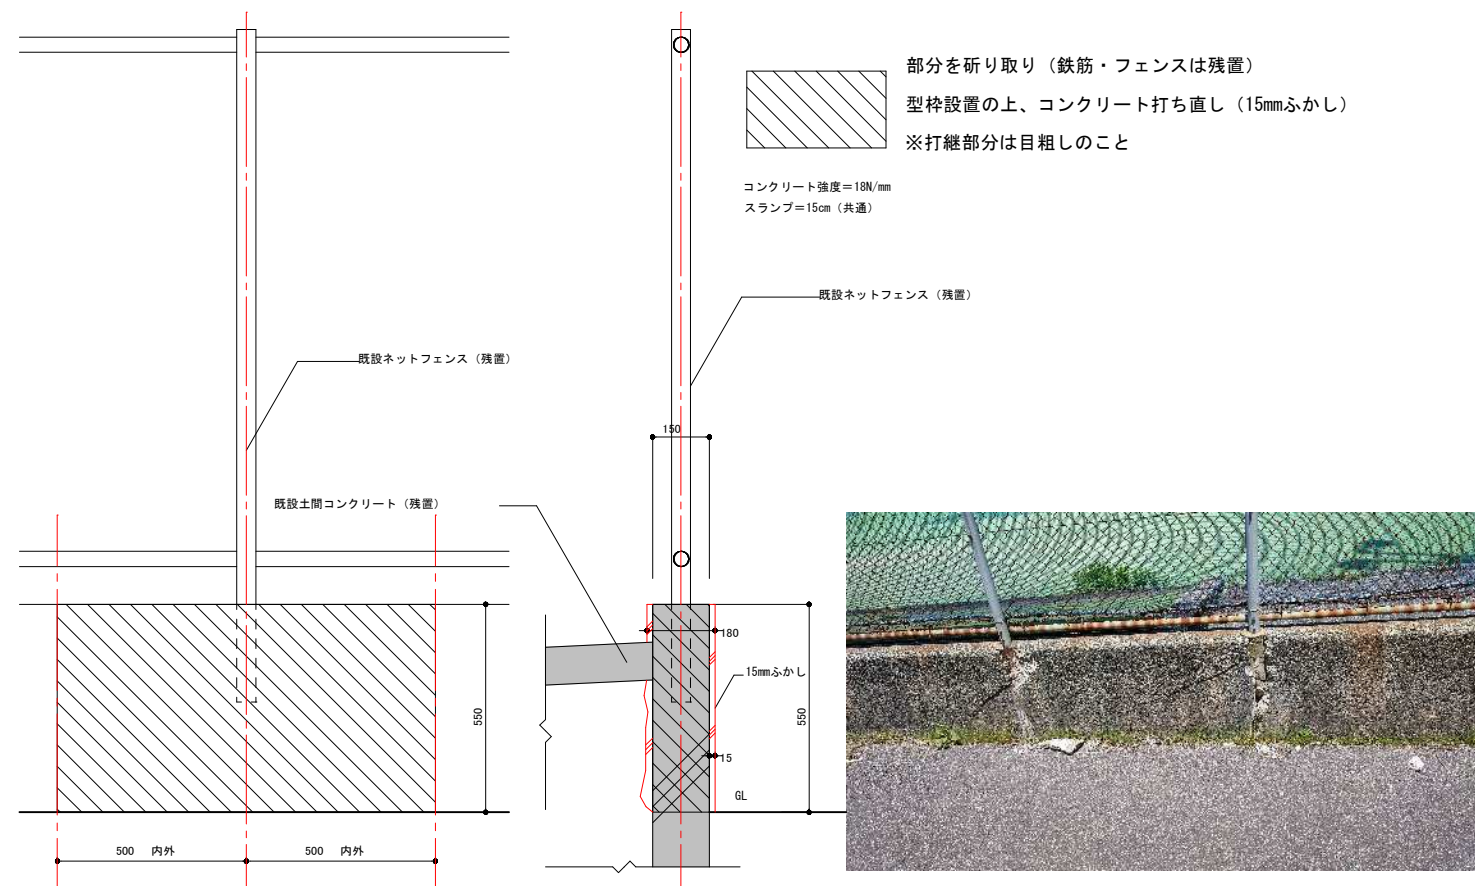 部分を斫り取り（鉄筋・フェンスは残置）
型枠設置の上、コンクリート打ち直し（15mmふかし）
※打継部分は目粗しのこと
コンクリート強度＝18N/mm
スランプ＝15cm（共通）
既設ネットフェンス（残置）
既設ネットフェンス（残置）
150
既設土間コンクリート（残置）
180
15mmふかし
550
550
15
GL
500 内外
500 内外